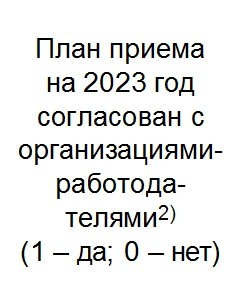 План приема
на 2023 год
согласован с
организациями-
работода-
телями2)
(1 – да; 0 – нет)